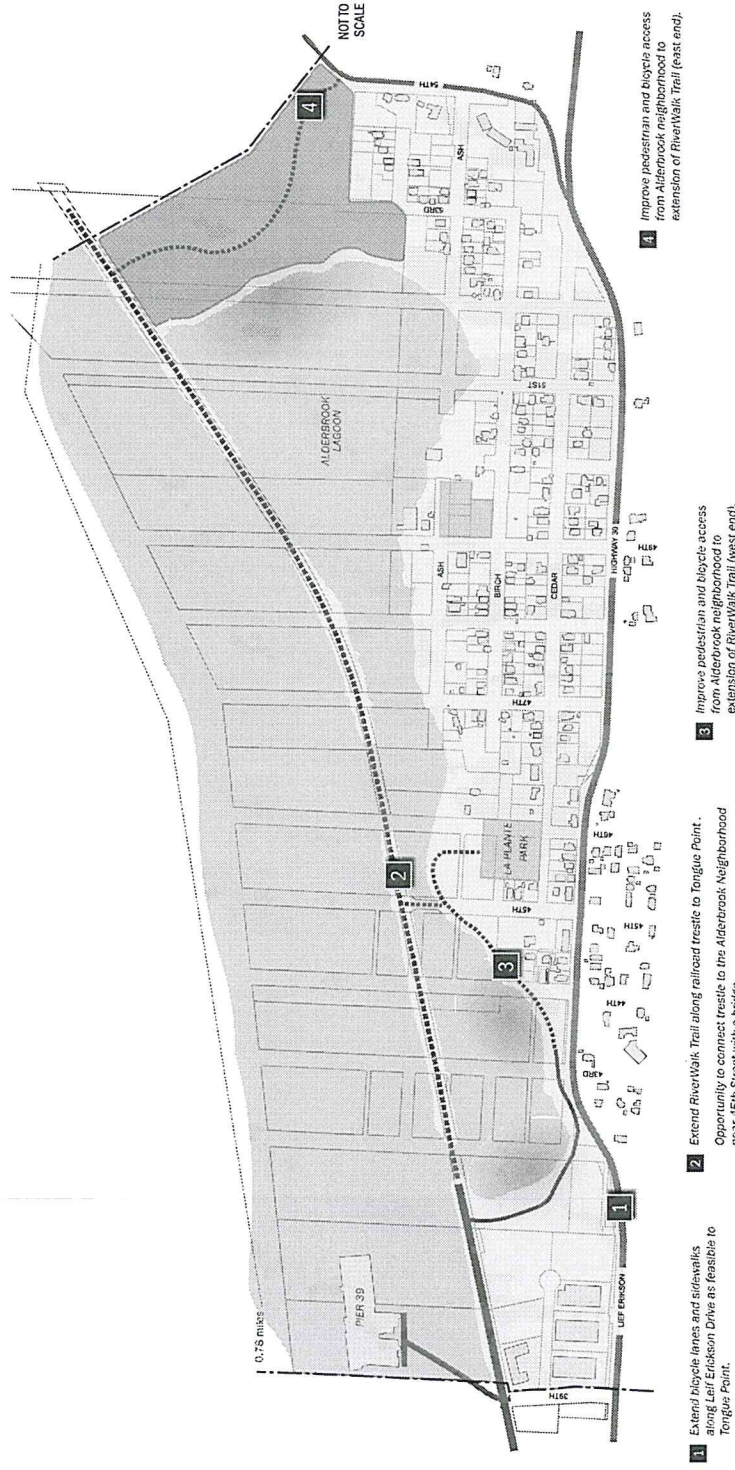 NOT TO
SCALE
4
54TH
ASH
53RD
ALDERBROOK
LAGOON
51ST
0.78 miles
PIER 39
2
ASH
BIRCH
CEDAR
HIGHWAY 30
49TH
47TH
LA PLANTE
PARK
46TH
45TH
45TH
3
44TH
43RD
1
LIEF ERIKSON
39TH
1 Extend bicycle lanes and sidewalks
along Leif Erickson Drive as feasible to
Tongue Point.
2 Extend RiverWalk Trail along railroad trestle to Tongue Point.
Opportunity to connect trestle to the Alderbrook Neighborhood
near 45th Street with a bridge.
3 Improve pedestrian and bicycle access
from Alderbrook neighborhood to
extension of RiverWalk Trail (west end).
4 Improve pedestrian and bicycle access
from Alderbrook neighborhood to
extension of RiverWalk Trail (east end).